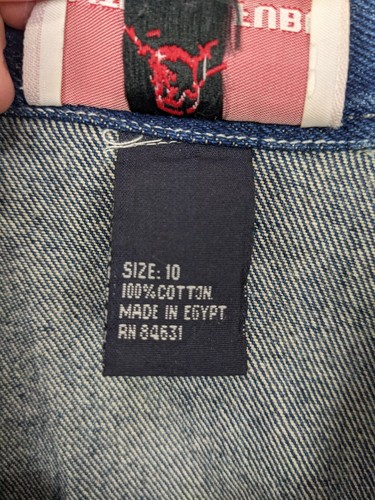 SIZE: 10
100% COTTON
MADE IN EGYPT
RN 84631